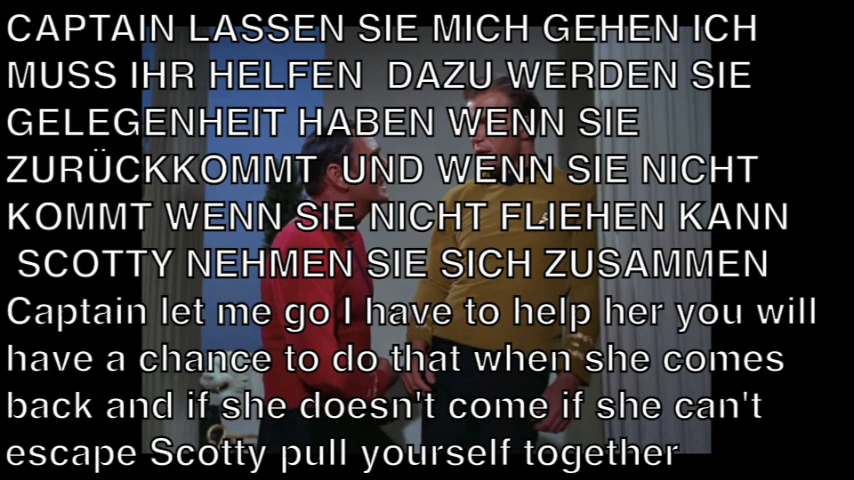 CAPTAIN LASSEN SIE MICH GEHEN ICH
MUSS IHR HELFEN  DAZU WERDEN SIE
GELEGENHEIT HABEN WENN SIE
ZURÜCKKOMMT  UND WENN SIE NICHT
KOMMT WENN SIE NICHT FLIEHEN KANN
SCOTTY NEHMEN SIE SICH ZUSAMMEN
Captain let me go I have to help her you will
have a chance to do that when she comes
back and if she doesn't come if she can't
escape Scotty pull yourself together